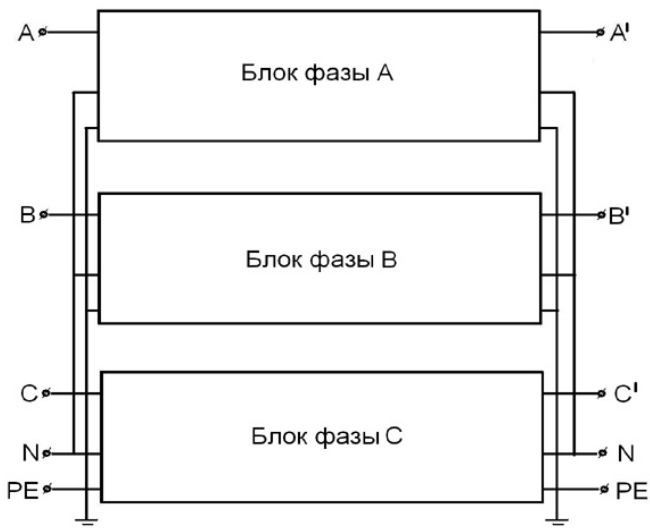 A Блок фазы А A'
B Блок фазы В B'
C C'
Блок фазы С
N N
PE PE